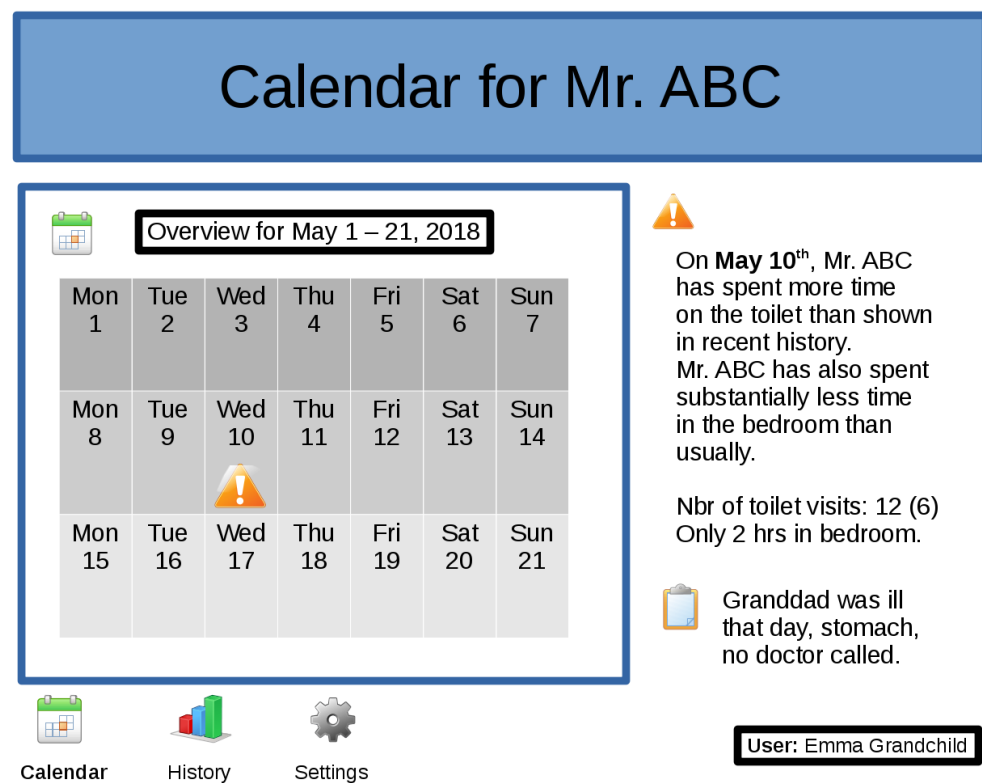 Calendar for Mr. ABC
Overview for May 1 – 21, 2018
Mon Tue Wed Thu Fri Sat Sun
1 2 3 4 5 6 7
Mon Tue Wed Thu Fri Sat Sun
8 9 10 11 12 13 14
Mon Tue Wed Thu Fri Sat Sun
15 16 17 18 19 20 21
On May 10th, Mr. ABC
has spent more time
on the toilet than shown
in recent history.
Mr. ABC has also spent
substantially less time
in the bedroom than
usually.
Nbr of toilet visits: 12 (6)
Only 2 hrs in bedroom.
Granddad was ill
that day, stomach,
no doctor called.
Calendar History Settings
User: Emma Grandchild